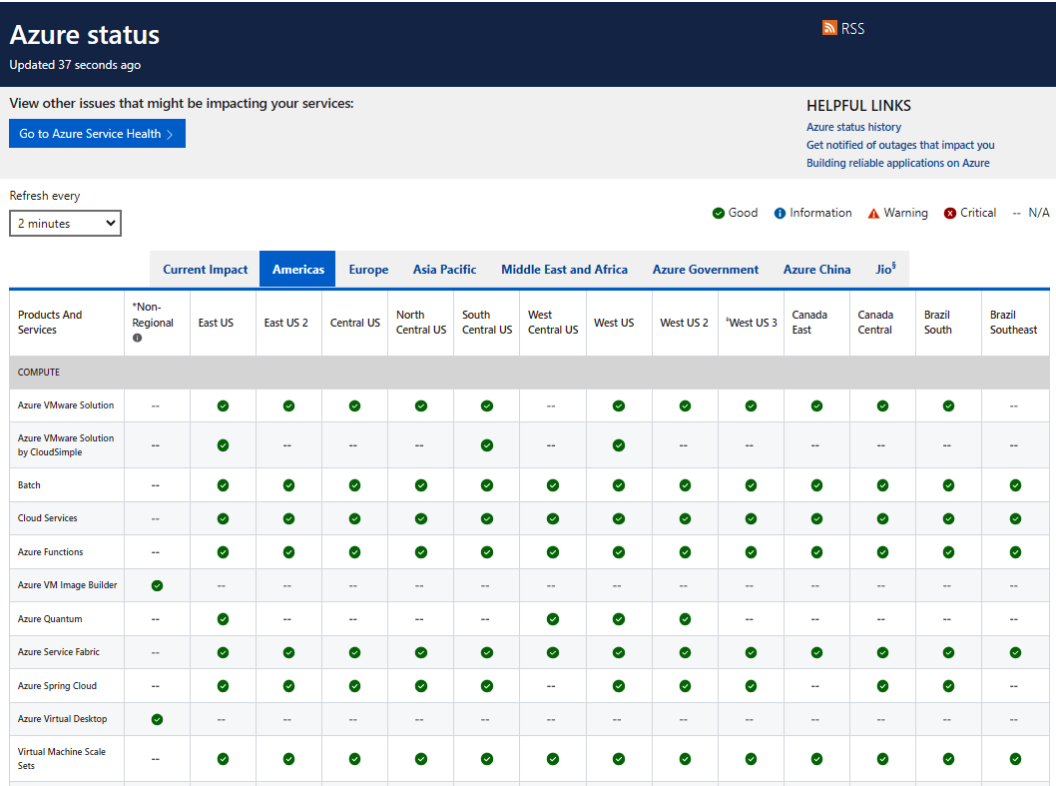 Azure status
RSS
Updated 37 seconds ago
View other issues that might be impacting your services:
Go to Azure Service Health >
HELPFUL LINKS
Azure status history
Get notified of outages that impact you
Building reliable applications on Azure
Refresh every
2 minutes
Good Information Warning Critical -- N/A
Current Impact Americas Europe Asia Pacific Middle East and Africa Azure Government Azure China Jio§
Products And Services *Non-Regional East US East US 2 Central US North Central US South Central US West Central US West US West US 2 ‡West US 3 Canada East Canada Central Brazil South Brazil Southeast
COMPUTE
Azure VMware Solution -- -- --
Azure VMware Solution by CloudSimple -- -- -- -- -- -- -- -- -- -- --
Batch --
Cloud Services --
Azure Functions --
Azure VM Image Builder -- -- -- -- -- -- -- -- -- -- -- -- --
Azure Quantum -- -- -- -- -- -- -- -- -- --
Azure Service Fabric --
Azure Spring Cloud -- -- -- --
Azure Virtual Desktop -- -- -- -- -- -- -- -- -- -- -- -- --
Virtual Machine Scale Sets --